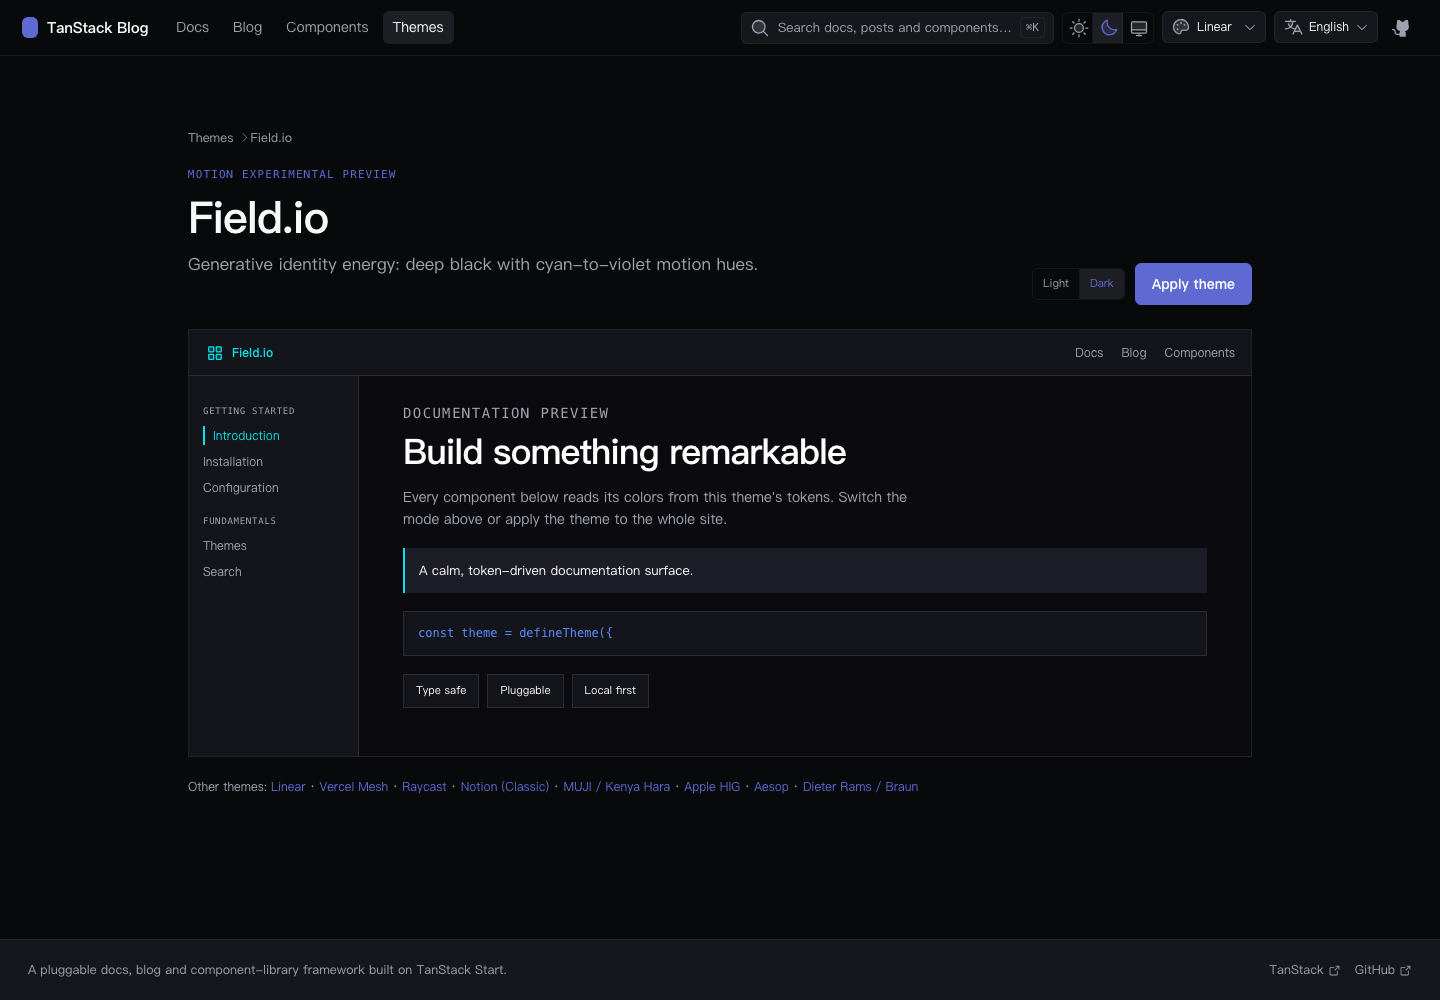 TanStack Blog
Docs
Blog
Components
Themes
Search docs, posts and components...
⌘K
Linear
English
Themes
Field.io
MOTION EXPERIMENTAL PREVIEW
Field.io
Generative identity energy: deep black with cyan-to-violet motion hues.
Light
Dark
Apply theme
Field.io
Docs
Blog
Components
GETTING STARTED
Introduction
Installation
Configuration
FUNDAMENTALS
Themes
Search
DOCUMENTATION PREVIEW
Build something remarkable
Every component below reads its colors from this theme's tokens. Switch the
mode above or apply the theme to the whole site.
A calm, token-driven documentation surface.
const theme = defineTheme({
Type safe
Pluggable
Local first
Other themes: Linear · Vercel Mesh · Raycast · Notion (Classic) · MUJI / Kenya Hara · Apple HIG · Aesop · Dieter Rams / Braun
A pluggable docs, blog and component-library framework built on TanStack Start.
TanStack
GitHub